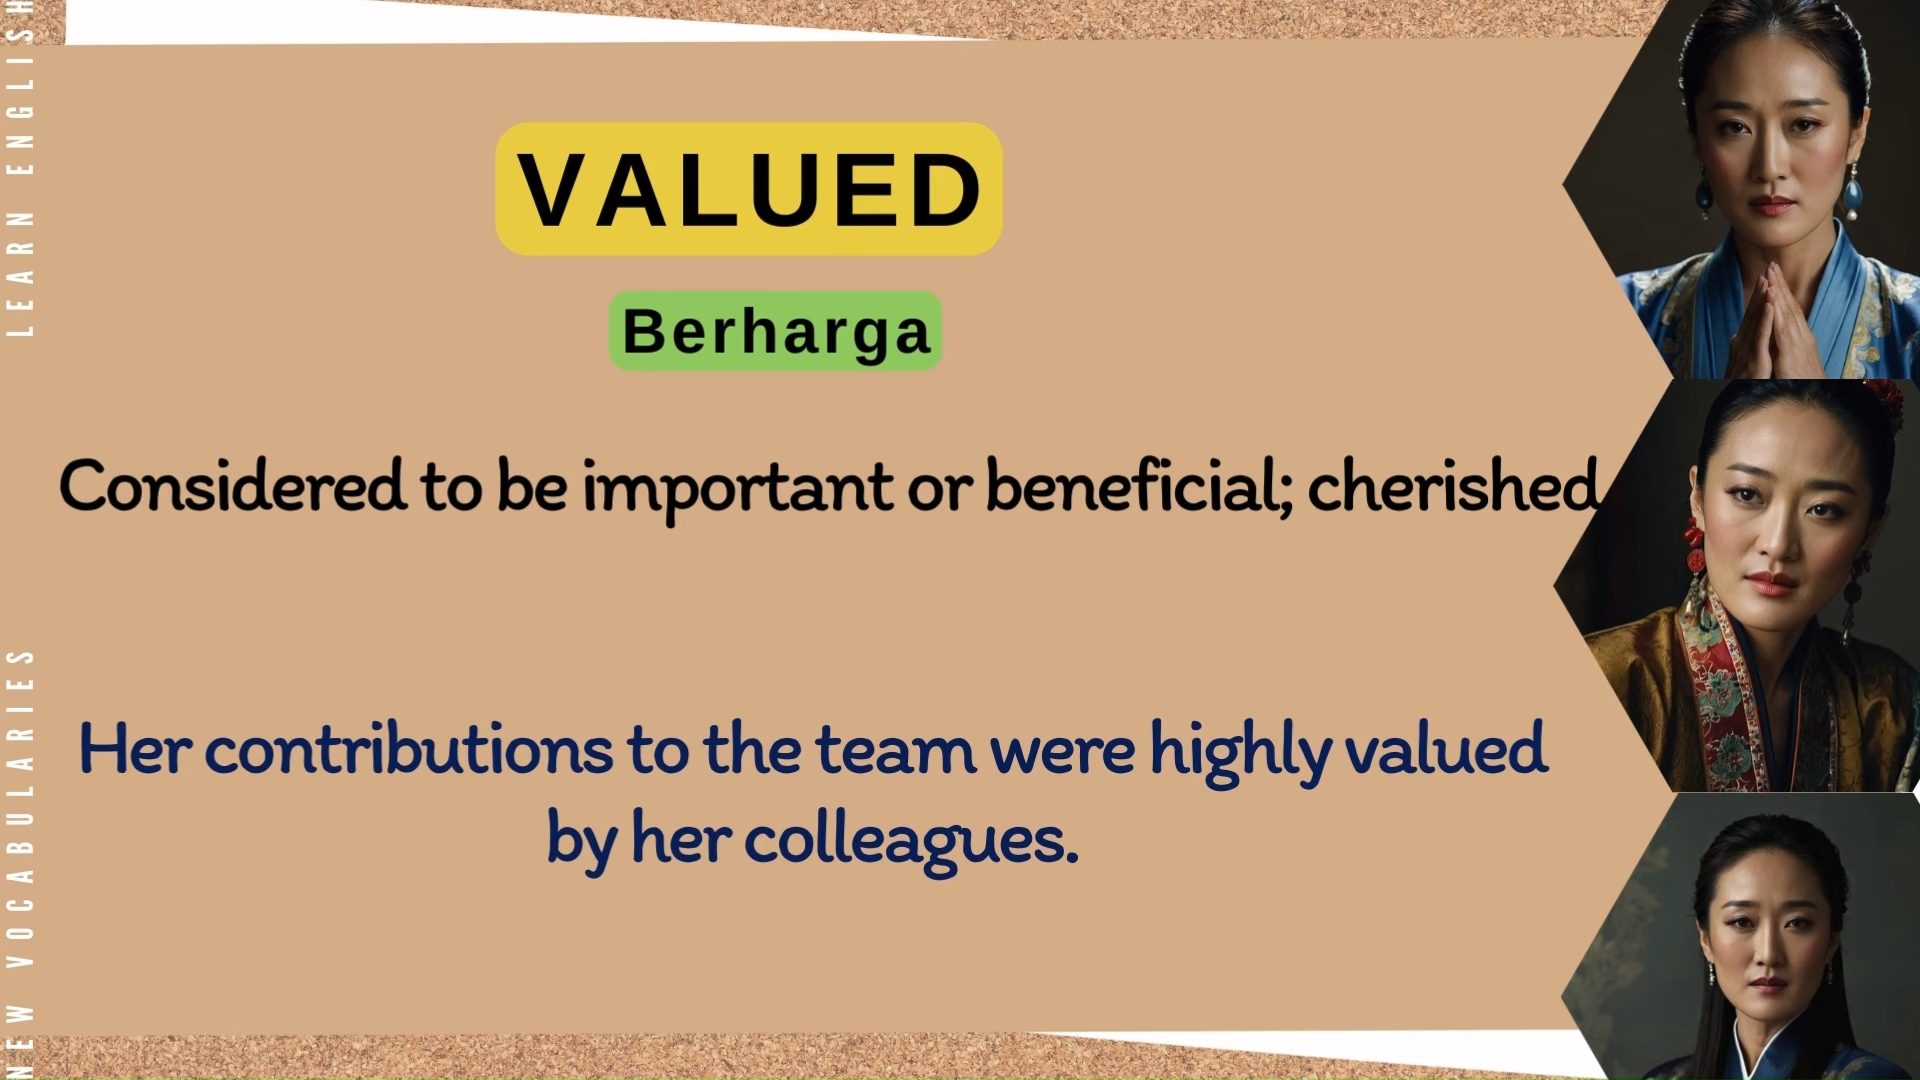 VALUED
Berharga
Considered to be important or beneficial; cherished
Her contributions to the team were highly valued
by her colleagues.
LEARN ENGLISH
NEW VOCABULARIES